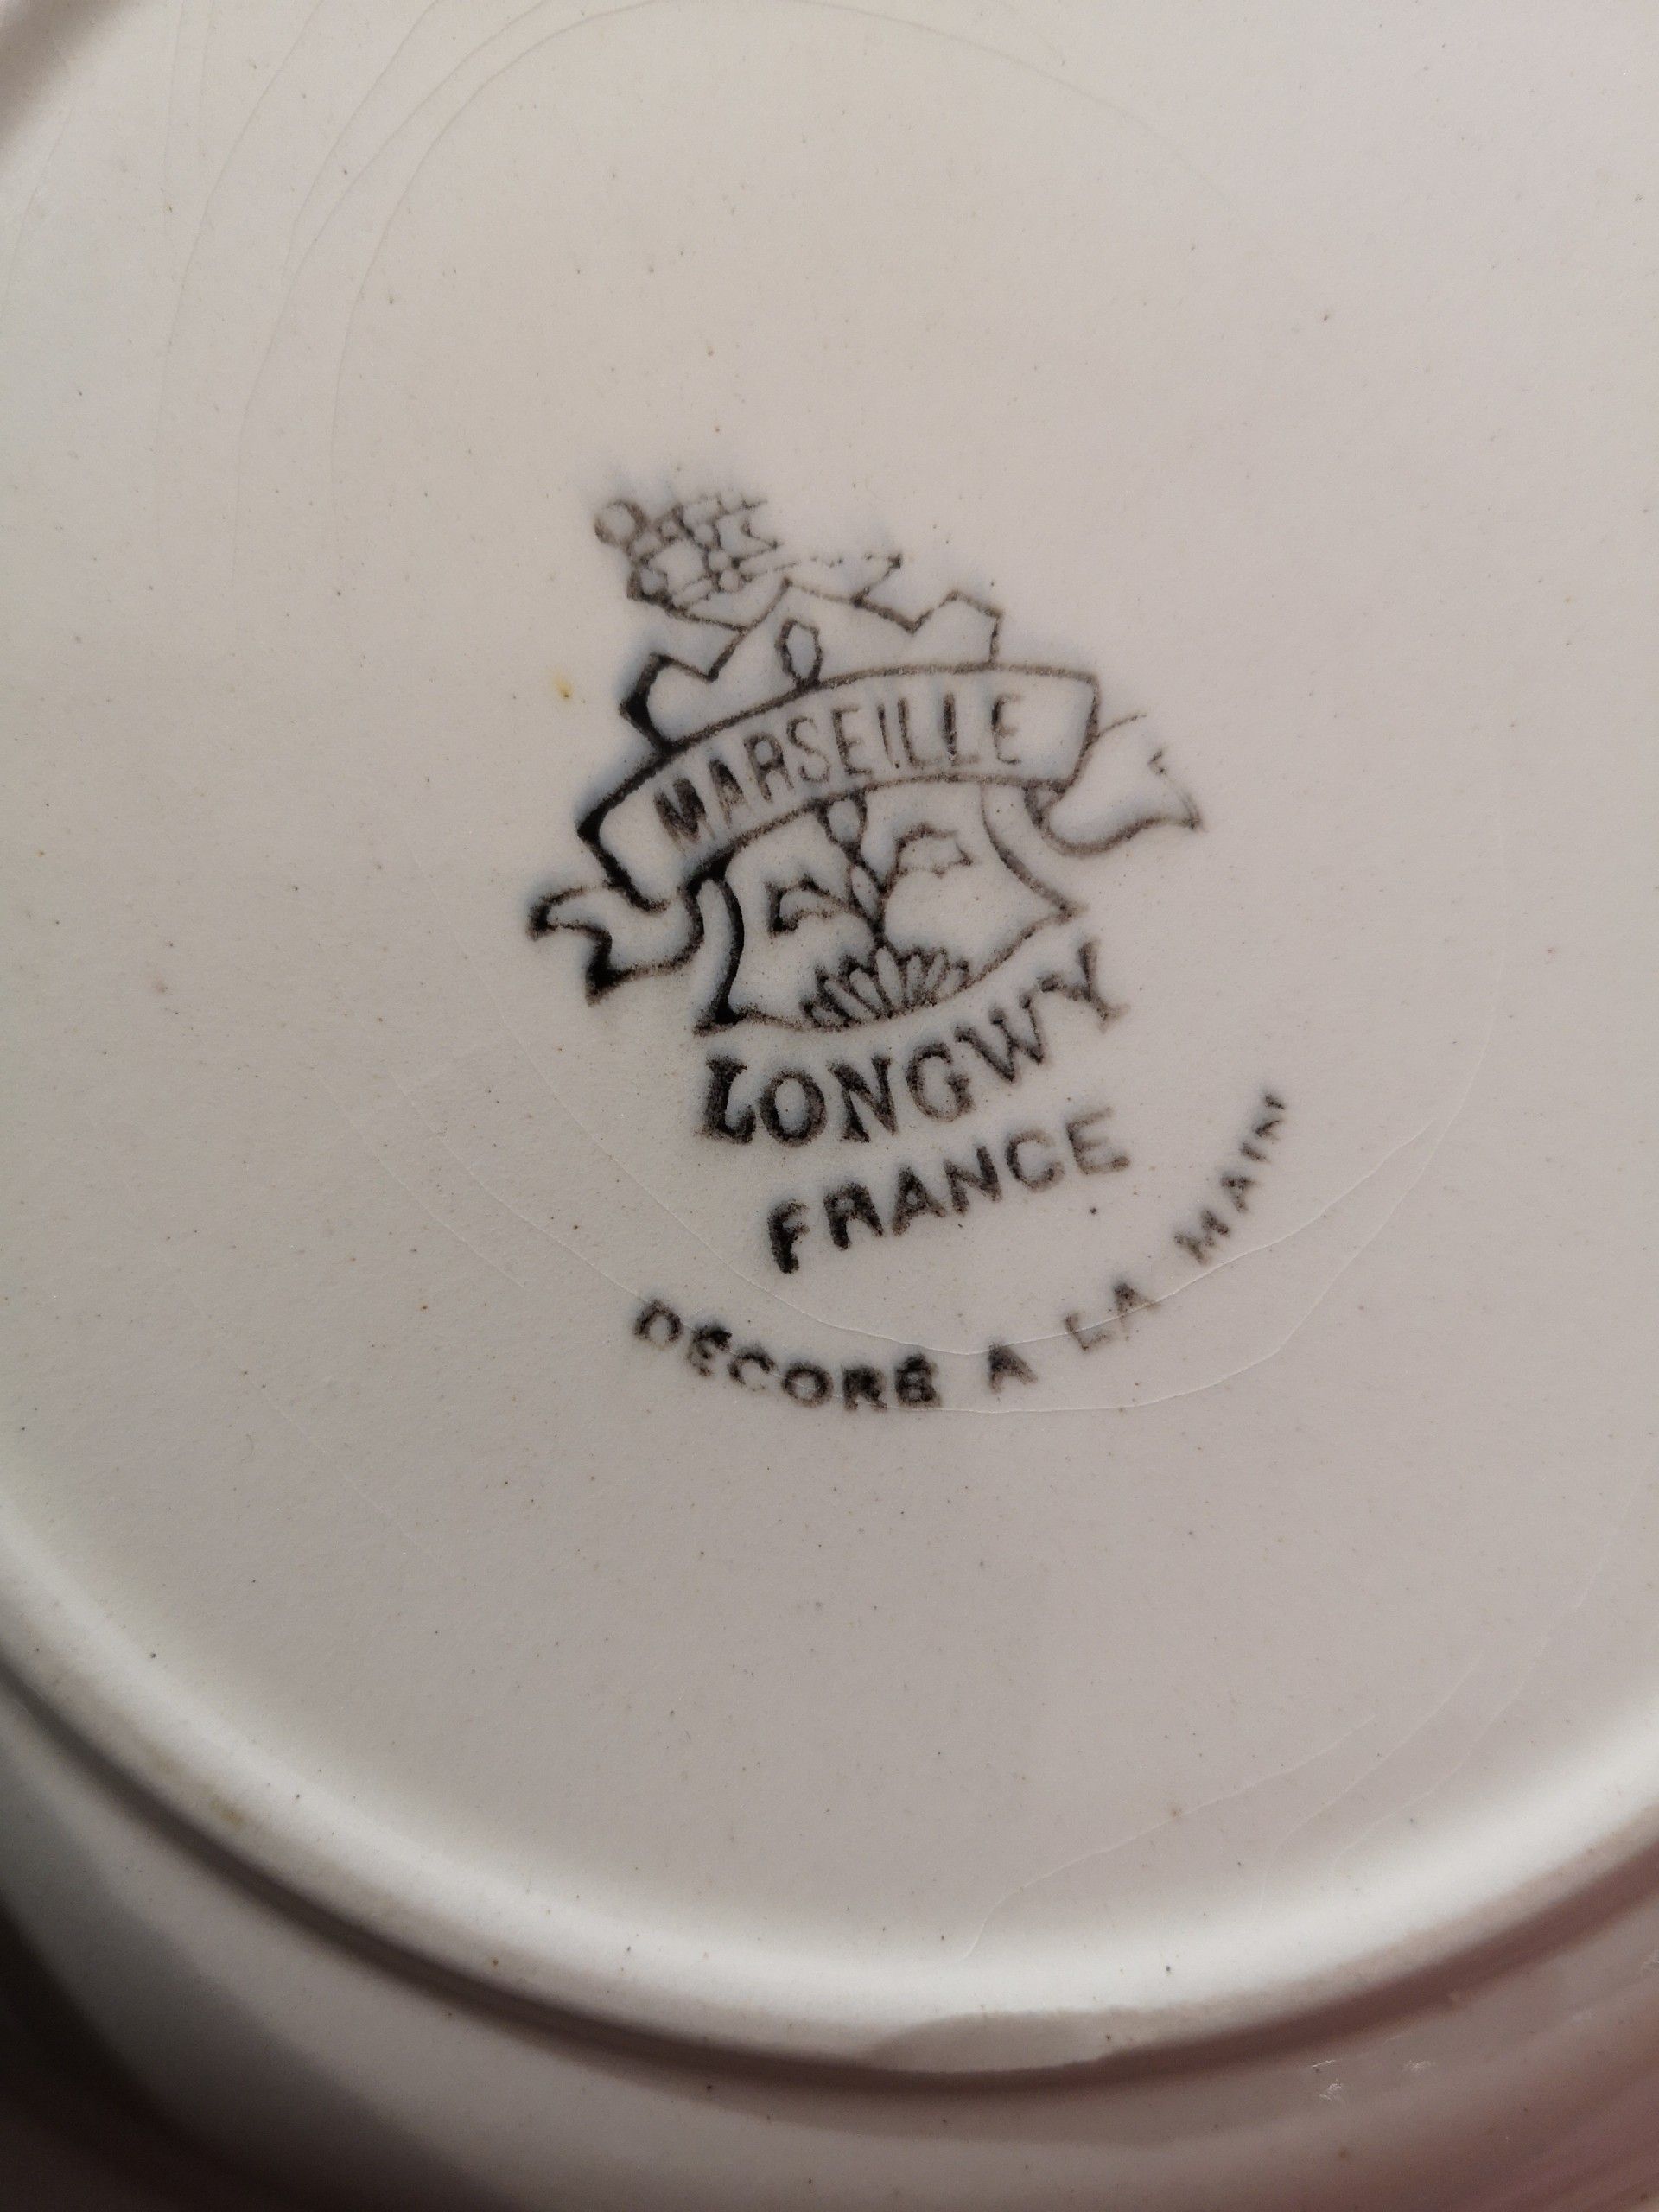 MARSEILLE
LONGWY
FRANCE
DÉCORÉ A LA MAIN